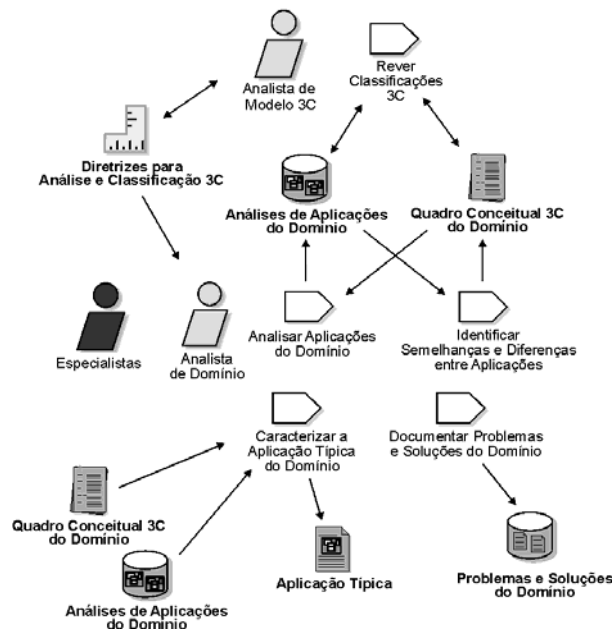 Analista de
Modelo 3C
Rever
Classificações
3C
Diretrizes para
Análise e Classificação 3C
Análises de Aplicações
do Domínio
Quadro Conceitual 3C
do Domínio
Especialistas
Analista
de Domínio
Analisar Aplicações
do Domínio
Identificar
Semelhanças e Diferenças
entre Aplicações
Caracterizar a
Aplicação Típica
do Domínio
Documentar Problemas
e Soluções do Domínio
Quadro Conceitual 3C
do Domínio
Análises de Aplicações
do Domínio
Aplicação Típica
Problemas e Soluções
do Domínio